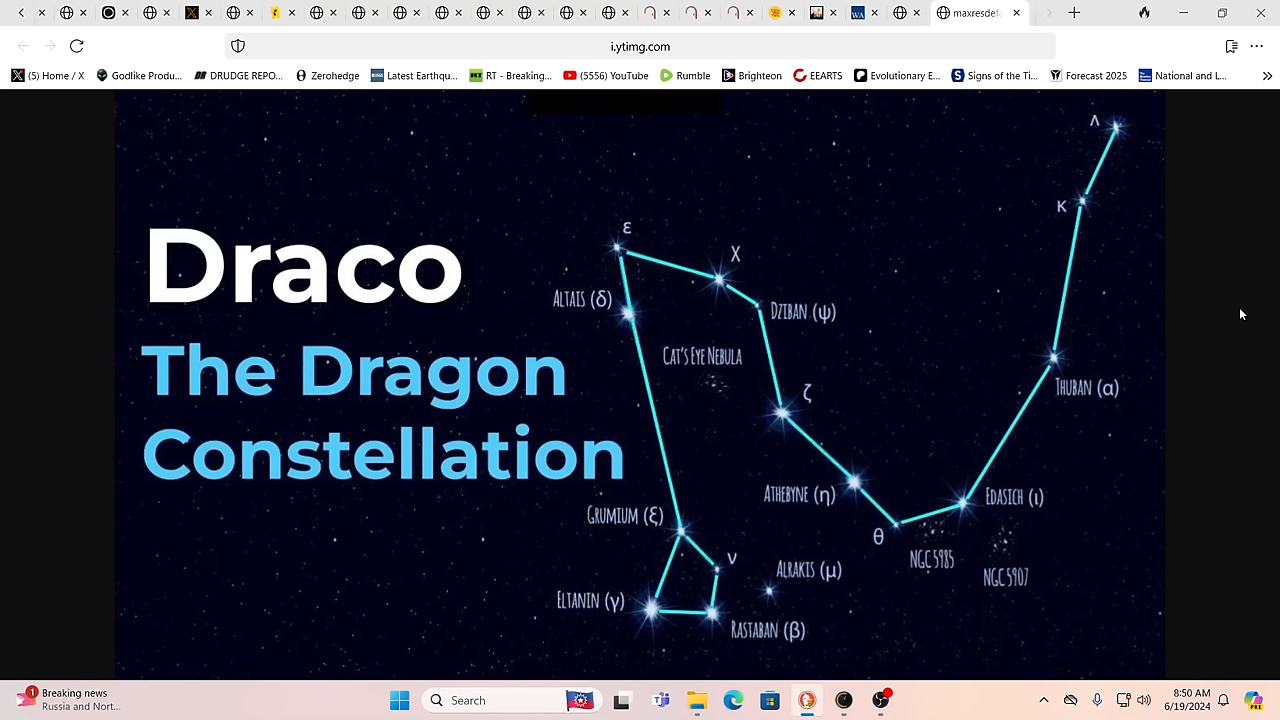 maxresdef
i.ytimg.com
(5) Home / X
Godlike Produ...
DRUDGE REPO...
Zerohedge
Latest Earthqu...
RT - Breaking...
(5556) YouTube
Rumble
Brighteon
EEARTS
Evolutionary E...
Signs of the Ti...
Forecast 2025
National and L...
Λ
κ
ε
χ
Altais (δ)
Dziban (ψ)
Draco
Cat's Eye Nebula
The Dragon
Thuban (α)
ζ
Constellation
Athebyne (η)
Edasich (ι)
Grumium (ξ)
θ
ν
NGC 5985
Alrakis (μ)
NGC 5907
Eltanin (γ)
Rastaban (β)
1
Breaking news
Russia and Nort...
Search
PRE
8:50 AM
6/19/2024